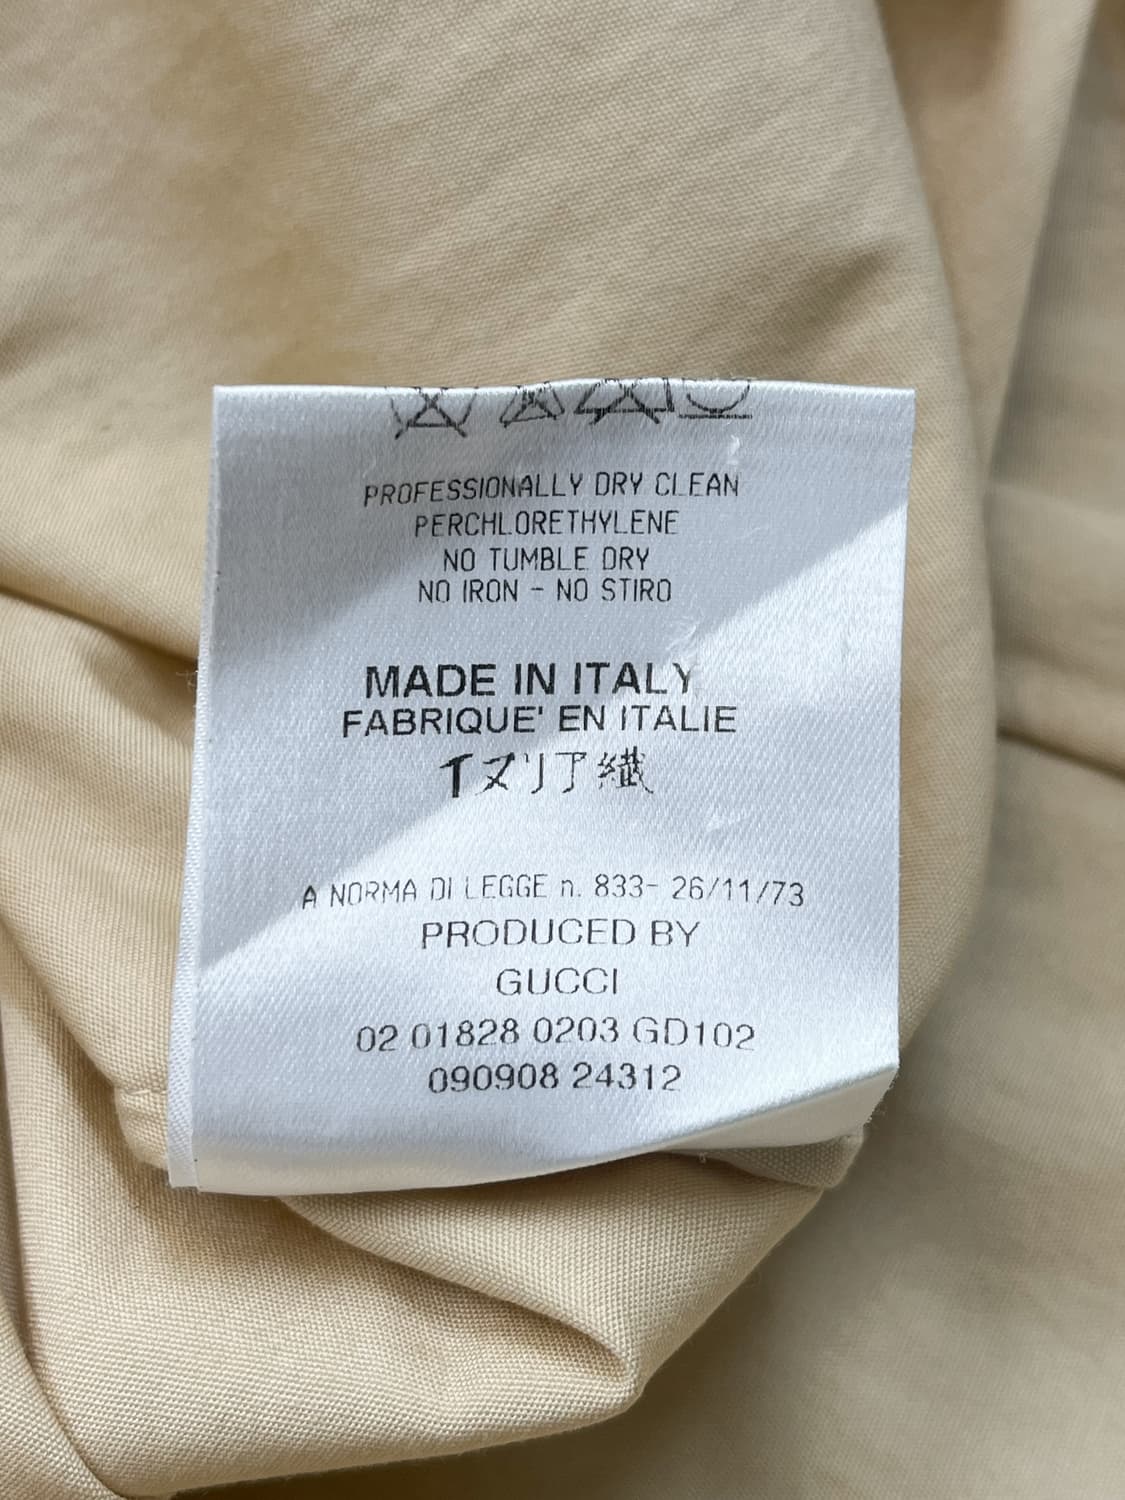 PROFESSIONALLY DRY CLEAN
PERCHLORETHYLENE
NO TUMBLE DRY
NO IRON - NO STIRO
MADE IN ITALY
FABRIQUE' EN ITALIE
イヌリア織
A NORMA DI LEGGE n. 833- 26/11/73
PRODUCED BY
GUCCI
02 01828 0203 GD102
090908 24312